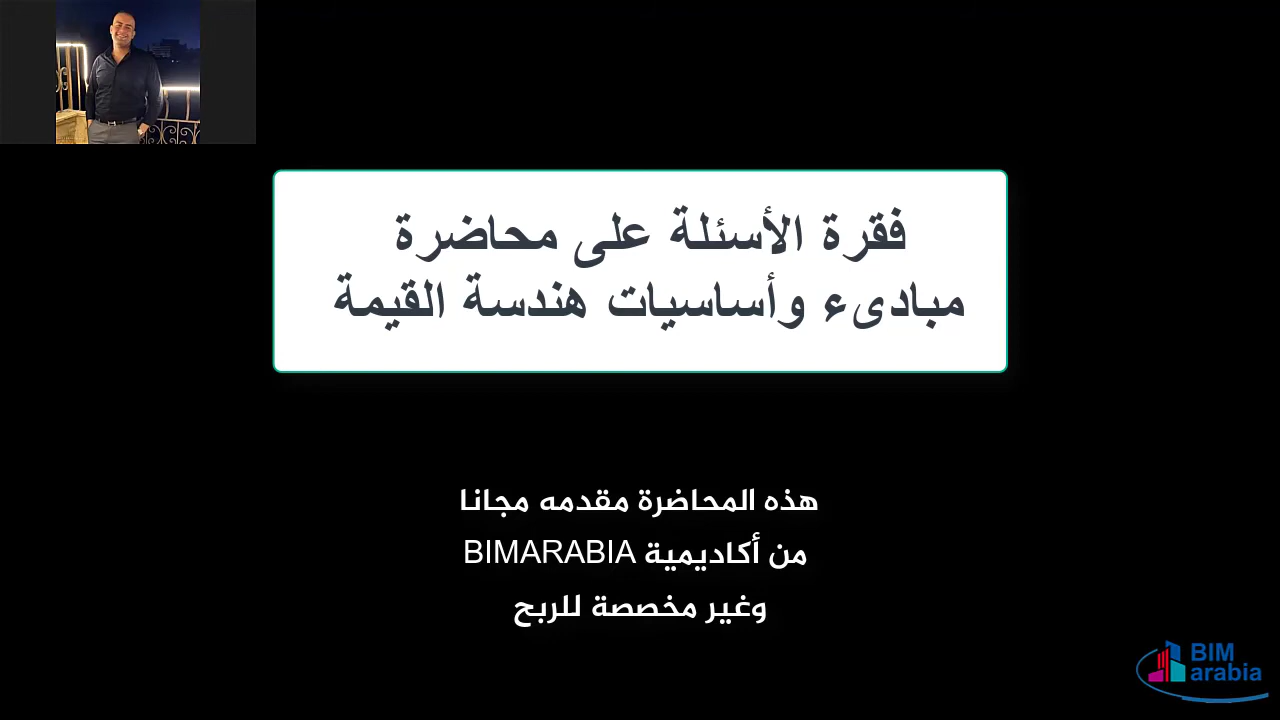 فقرة الأسئلة على محاضرة
مبادىء وأساسيات هندسة القيمة
هذه المحاضرة مقدمه مجانا
من أكاديمية BIMARABIA
وغير مخصصة للربح
BIM
arabia